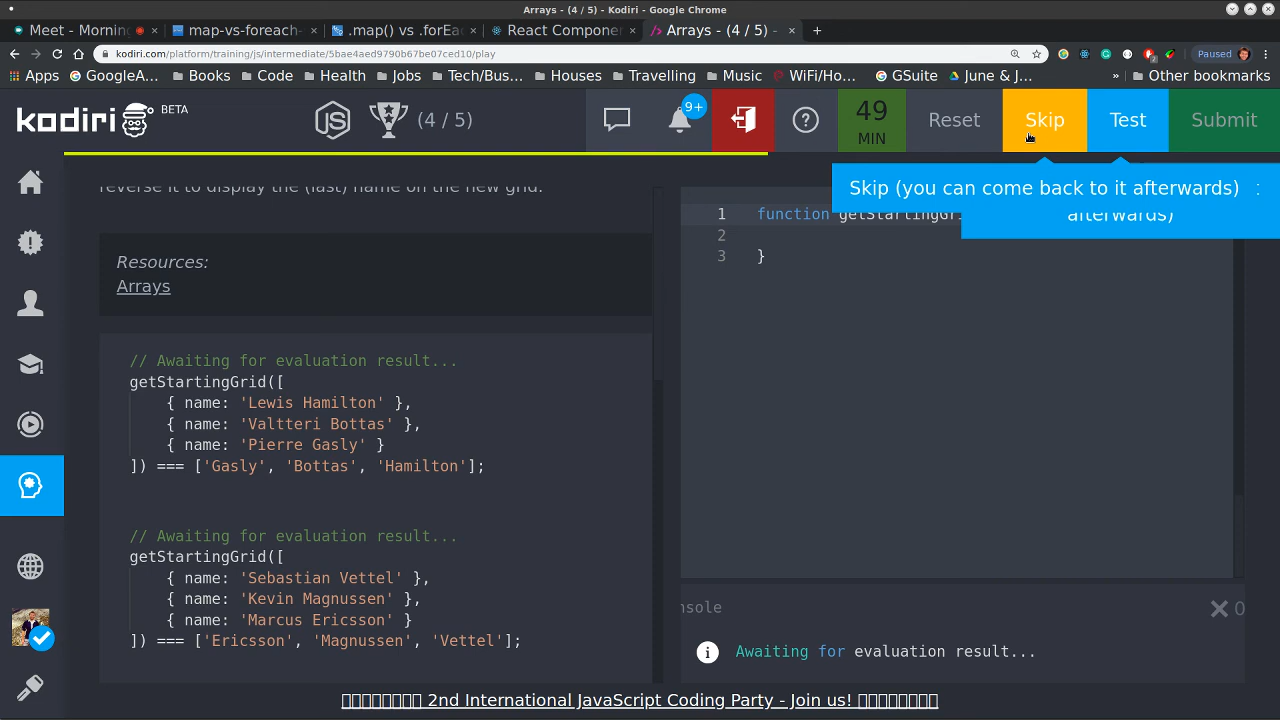 Arrays - (4 / 5) - Kodiri - Google Chrome
Meet - Mornin
map-vs-foreach-
.map() vs .forEac
React Componen
Arrays - (4 / 5) -
kodiri.com/platform/training/js/intermediate/5bae4aed9790b67be07ced10/play
Paused
Apps
GoogleA...
Books
Code
Health
Jobs
Tech/Bus...
Houses
Travelling
Music
WiFi/Ho...
GSuite
June & J...
»
Other bookmarks
kodiri
BETA
(4 / 5)
9+
49
MIN
Reset
Skip
Test
Submit
Skip (you can come back to it afterwards)
afterwards)
reverse it to display the (last) name on the new grid.
Resources:
Arrays
// Awaiting for evaluation result...
getStartingGrid([
{ name: 'Lewis Hamilton' },
{ name: 'Valtteri Bottas' },
{ name: 'Pierre Gasly' }
]) === ['Gasly', 'Bottas', 'Hamilton'];
// Awaiting for evaluation result...
getStartingGrid([
{ name: 'Sebastian Vettel' },
{ name: 'Kevin Magnussen' },
{ name: 'Marcus Ericsson' }
]) === ['Ericsson', 'Magnussen', 'Vettel'];
1 function getStartingGri
2
3 }
nsole
0
Awaiting for evaluation result...
2nd International JavaScript Coding Party - Join us!